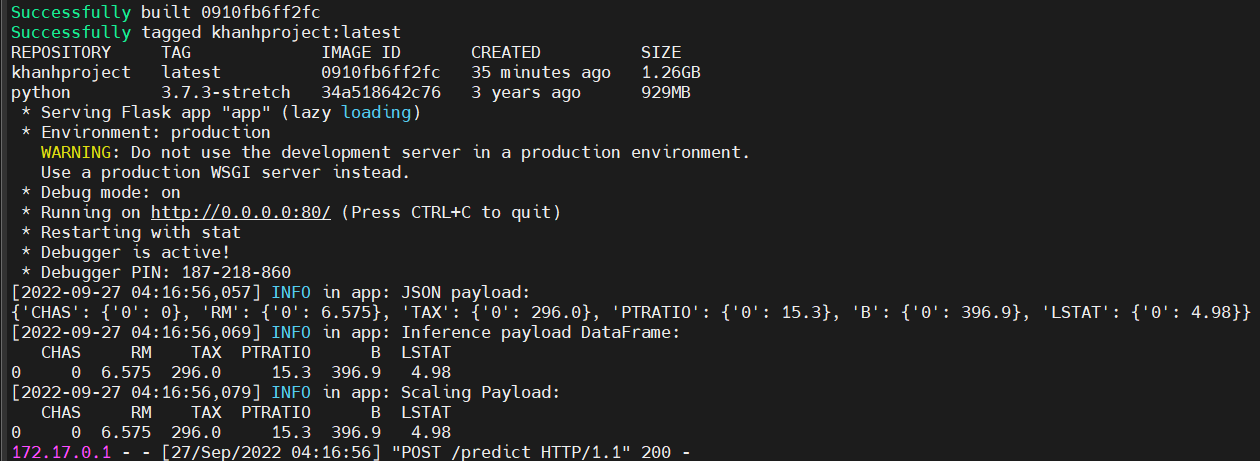 Successfully built 0910fb6ff2fc
Successfully tagged khanhproject:latest
REPOSITORY     TAG             IMAGE ID       CREATED          SIZE
khanhproject   latest          0910fb6ff2fc   35 minutes ago   1.26GB
python         3.7.3-stretch   34a518642c76   3 years ago      929MB
 * Serving Flask app "app" (lazy loading)
 * Environment: production
   WARNING: Do not use the development server in a production environment.
   Use a production WSGI server instead.
 * Debug mode: on
 * Running on http://0.0.0.0:80/ (Press CTRL+C to quit)
 * Restarting with stat
 * Debugger is active!
 * Debugger PIN: 187-218-860
[2022-09-27 04:16:56,057] INFO in app: JSON payload:
{'CHAS': {'0': 0}, 'RM': {'0': 6.575}, 'TAX': {'0': 296.0}, 'PTRATIO': {'0': 15.3}, 'B': {'0': 396.9}, 'LSTAT': {'0': 4.98}}
[2022-09-27 04:16:56,069] INFO in app: Inference payload DataFrame:
   CHAS     RM    TAX  PTRATIO      B  LSTAT
0     0  6.575  296.0     15.3  396.9   4.98
[2022-09-27 04:16:56,079] INFO in app: Scaling Payload:
   CHAS     RM    TAX  PTRATIO      B  LSTAT
0     0  6.575  296.0     15.3  396.9   4.98
172.17.0.1 - - [27/Sep/2022 04:16:56] "POST /predict HTTP/1.1" 200 -